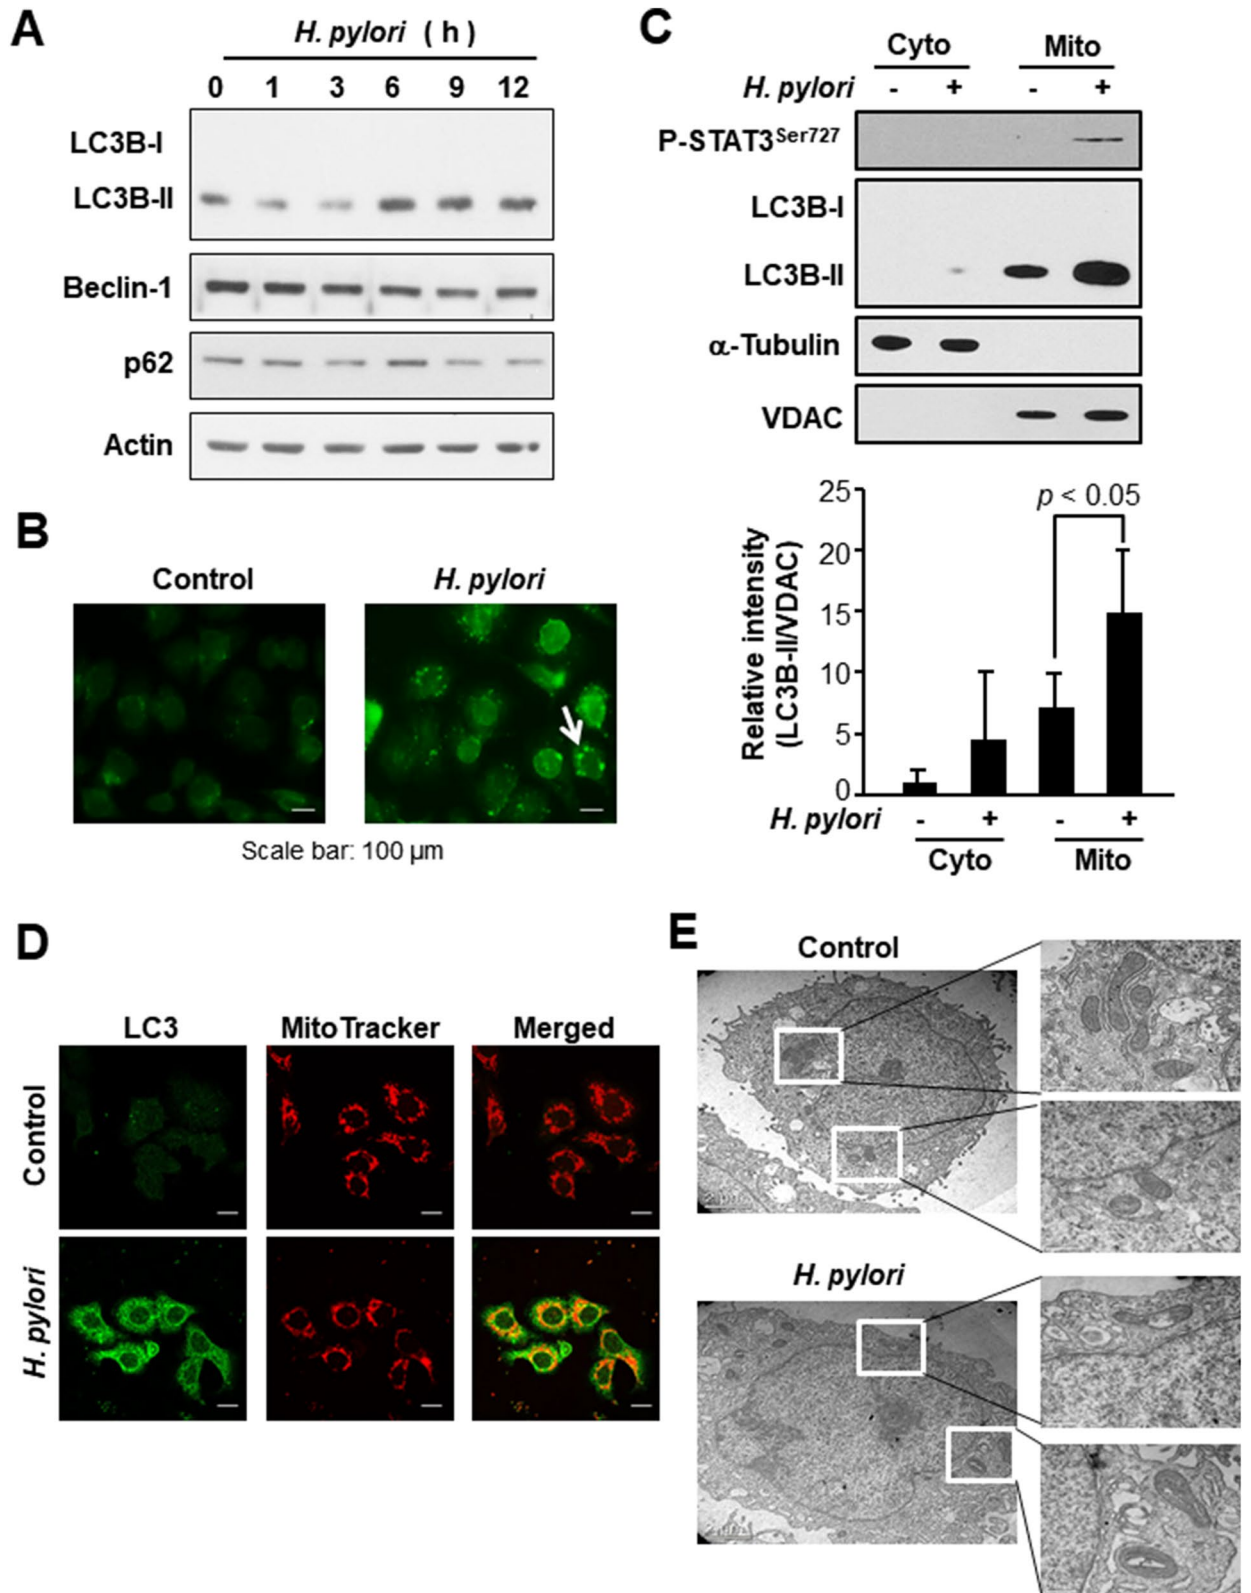 A
H. pylori ( h )
0 1 3 6 9 12
LC3B-I
LC3B-II
Beclin-1
p62
Actin
B
Control H. pylori
Scale bar: 100 µm
C
Cyto Mito
H. pylori - + - +
P-STAT3Ser727
LC3B-I
LC3B-II
α-Tubulin
VDAC
p < 0.05
Relative intensity
(LC3B-II/VDAC)
25
20
15
10
5
0
H. pylori - + - +
Cyto Mito
D
LC3 MitoTracker Merged
Control
H. pylori
E
Control
H. pylori